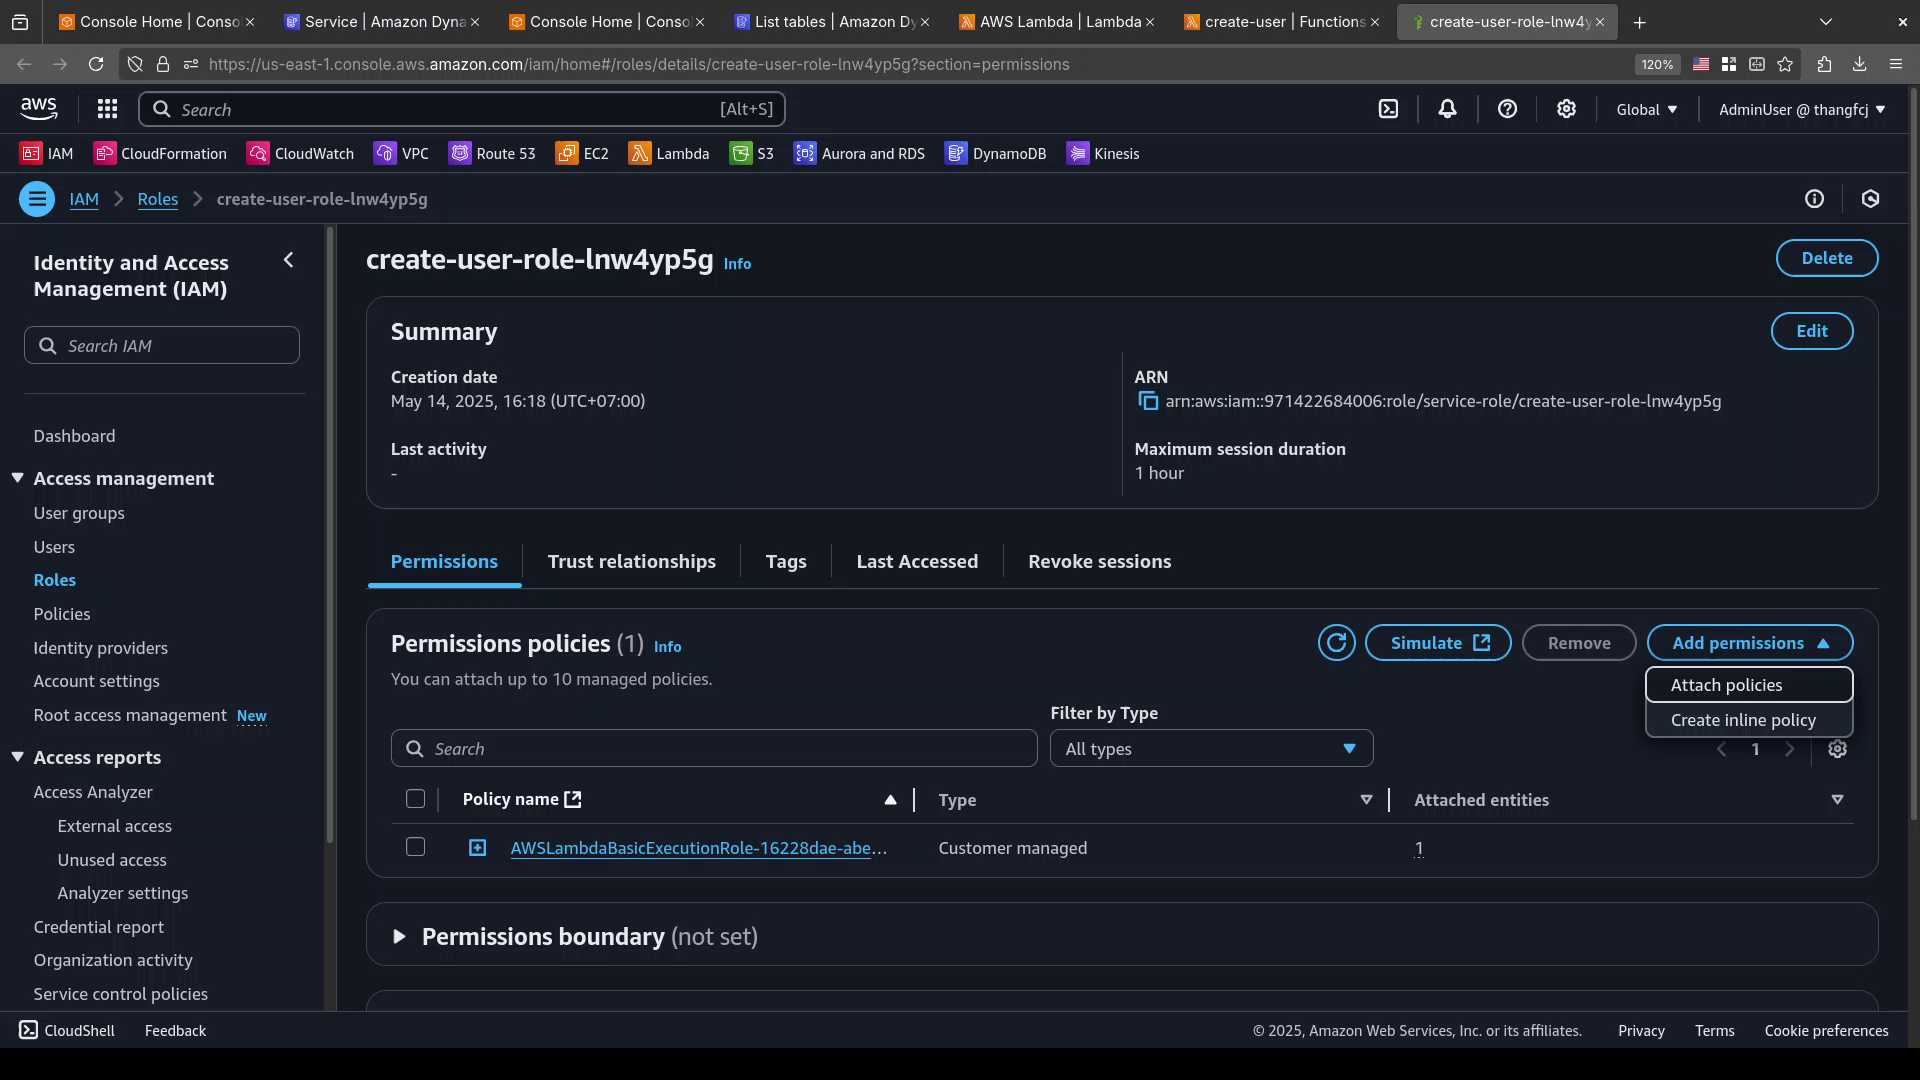 Console Home | Conso
Service | Amazon Dyna
Console Home | Conso
List tables | Amazon Dy
AWS Lambda | Lambda
create-user | Functions
create-user-role-lnw4y
https://us-east-1.console.aws.amazon.com/iam/home#/roles/details/create-user-role-lnw4yp5g?section=permissions
120%
aws
Search
[Alt+S]
Global
AdminUser @ thangfcj
IAM
CloudFormation
CloudWatch
VPC
Route 53
EC2
Lambda
S3
Aurora and RDS
DynamoDB
Kinesis
IAM
Roles
create-user-role-lnw4yp5g
Identity and Access
Management (IAM)
Search IAM
Dashboard
Access management
User groups
Users
Roles
Policies
Identity providers
Account settings
Root access management New
Access reports
Access Analyzer
External access
Unused access
Analyzer settings
Credential report
Organization activity
Service control policies
create-user-role-lnw4yp5g Info
Delete
Summary
Edit
Creation date
May 14, 2025, 16:18 (UTC+07:00)
ARN
arn:aws:iam::971422684006:role/service-role/create-user-role-lnw4yp5g
Last activity
-
Maximum session duration
1 hour
Permissions
Trust relationships
Tags
Last Accessed
Revoke sessions
Permissions policies (1) Info
Simulate
Remove
Add permissions
You can attach up to 10 managed policies.
Attach policies
Create inline policy
Filter by Type
Search
All types
1
Policy name
Type
Attached entities
AWSLambdaBasicExecutionRole-16228dae-abe...
Customer managed
1
Permissions boundary (not set)
CloudShell
Feedback
© 2025, Amazon Web Services, Inc. or its affiliates.
Privacy
Terms
Cookie preferences